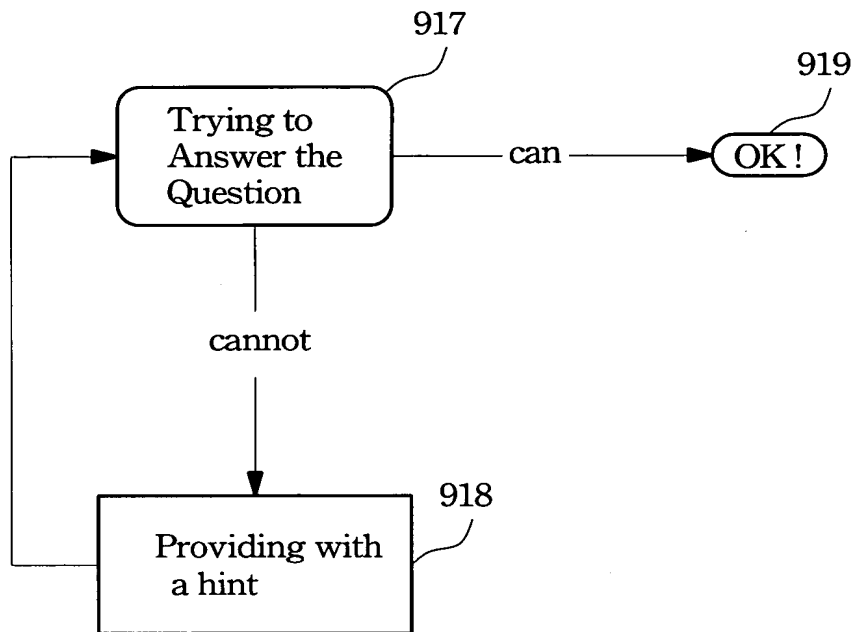 917
919
Trying to
Answer the
Question
can
OK !
cannot
918
Providing with
a hint